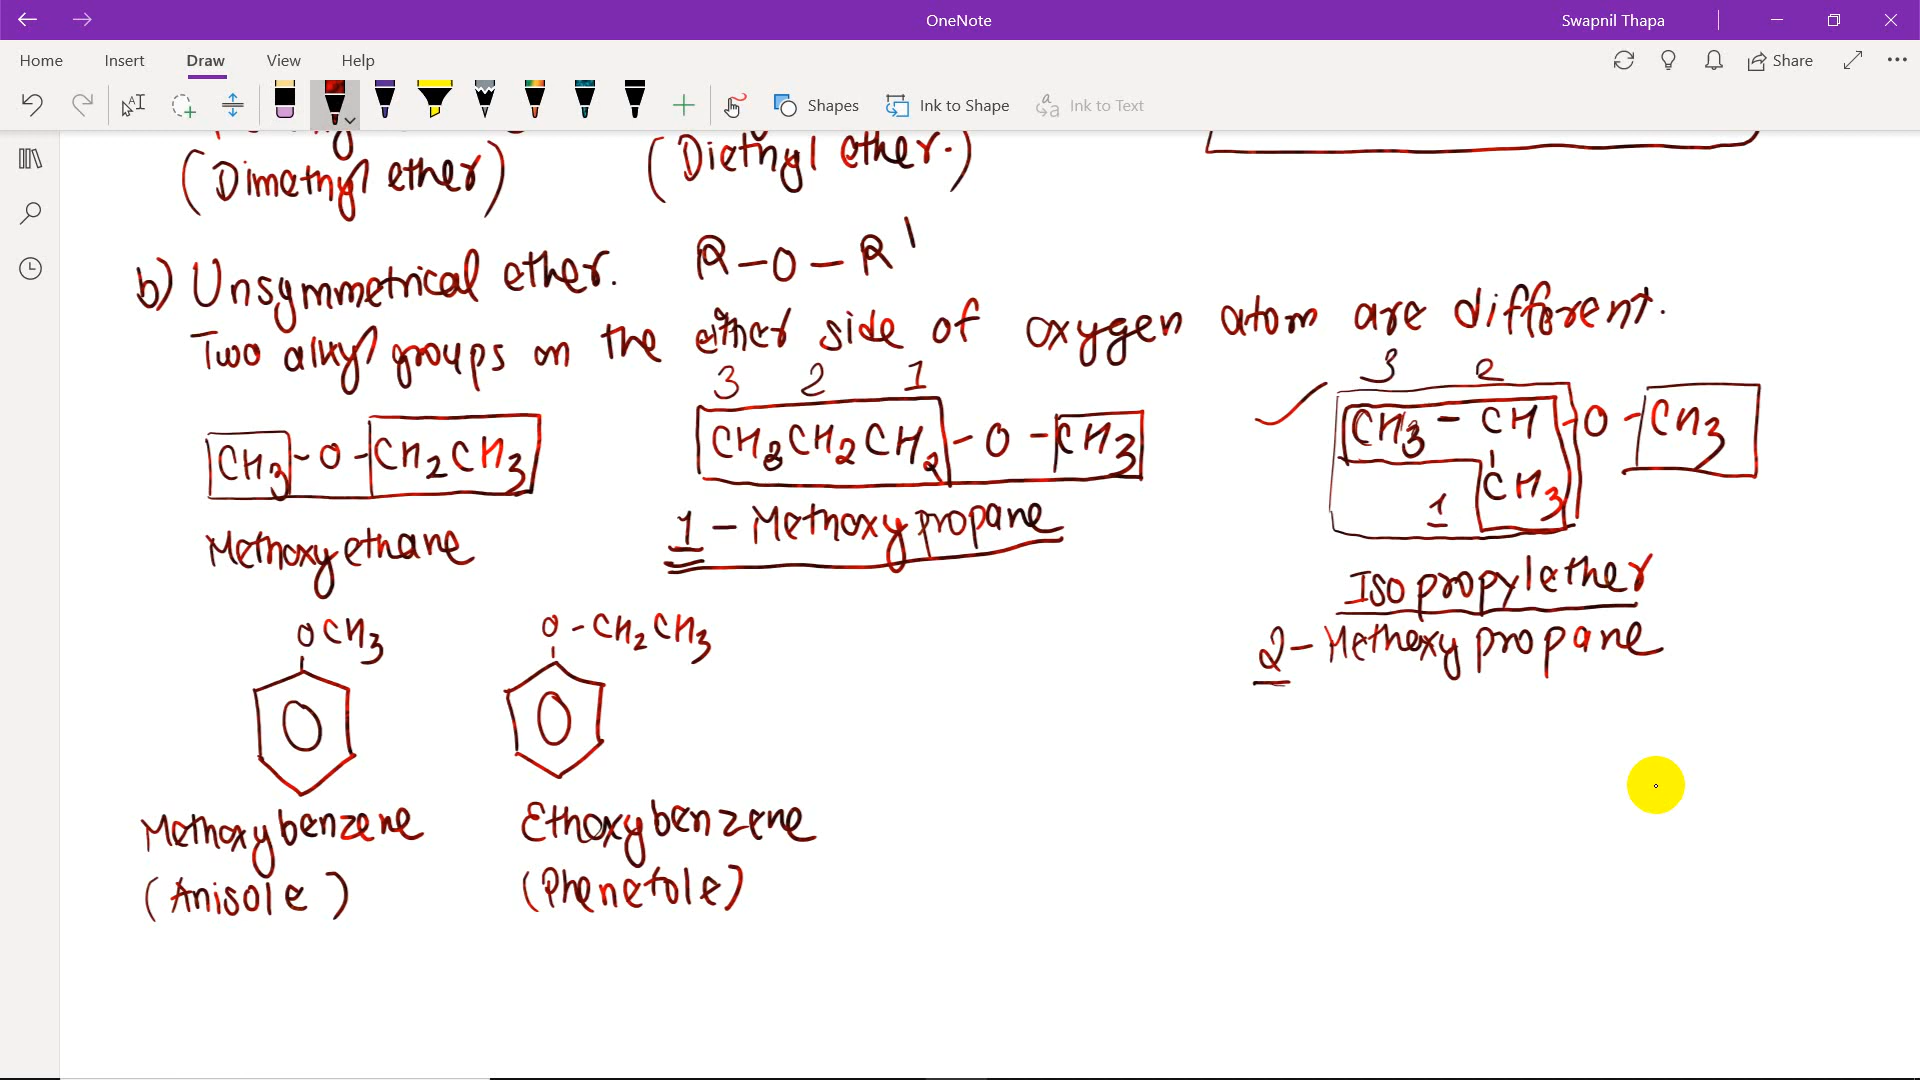 OneNote
Swapnil Thapa
Home Insert Draw View Help
Share
Shapes Ink to Shape Ink to Text
(Dimethyl ether) (Diethyl ether.)
b) Unsymmetrical ether. R-O-R'
Two alkyl groups on the either side of oxygen atom are different.
3 2 1 3 2
CH3-O-CH2CH3 CH3CH2CH2-O-CH3 CH3-CH-O-CH3
1 CH3
Methoxyethane 1-Methoxypropane
Isopropylether
2-Methoxypropane
OCH3 O-CH2CH3
Methoxybenzene Ethoxybenzene
(Anisole) (Phenetole)